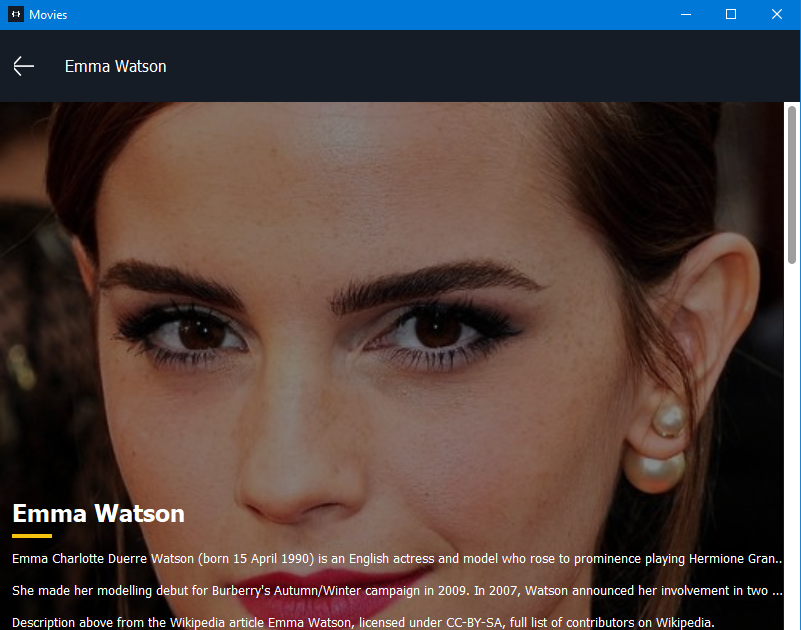 Movies
Emma Watson
Emma Watson
Emma Charlotte Duerre Watson (born 15 April 1990) is an English actress and model who rose to prominence playing Hermione Gran...
She made her modelling debut for Burberry's Autumn/Winter campaign in 2009. In 2007, Watson announced her involvement in two ...
Description above from the Wikipedia article Emma Watson, licensed under CC-BY-SA, full list of contributors on Wikipedia.